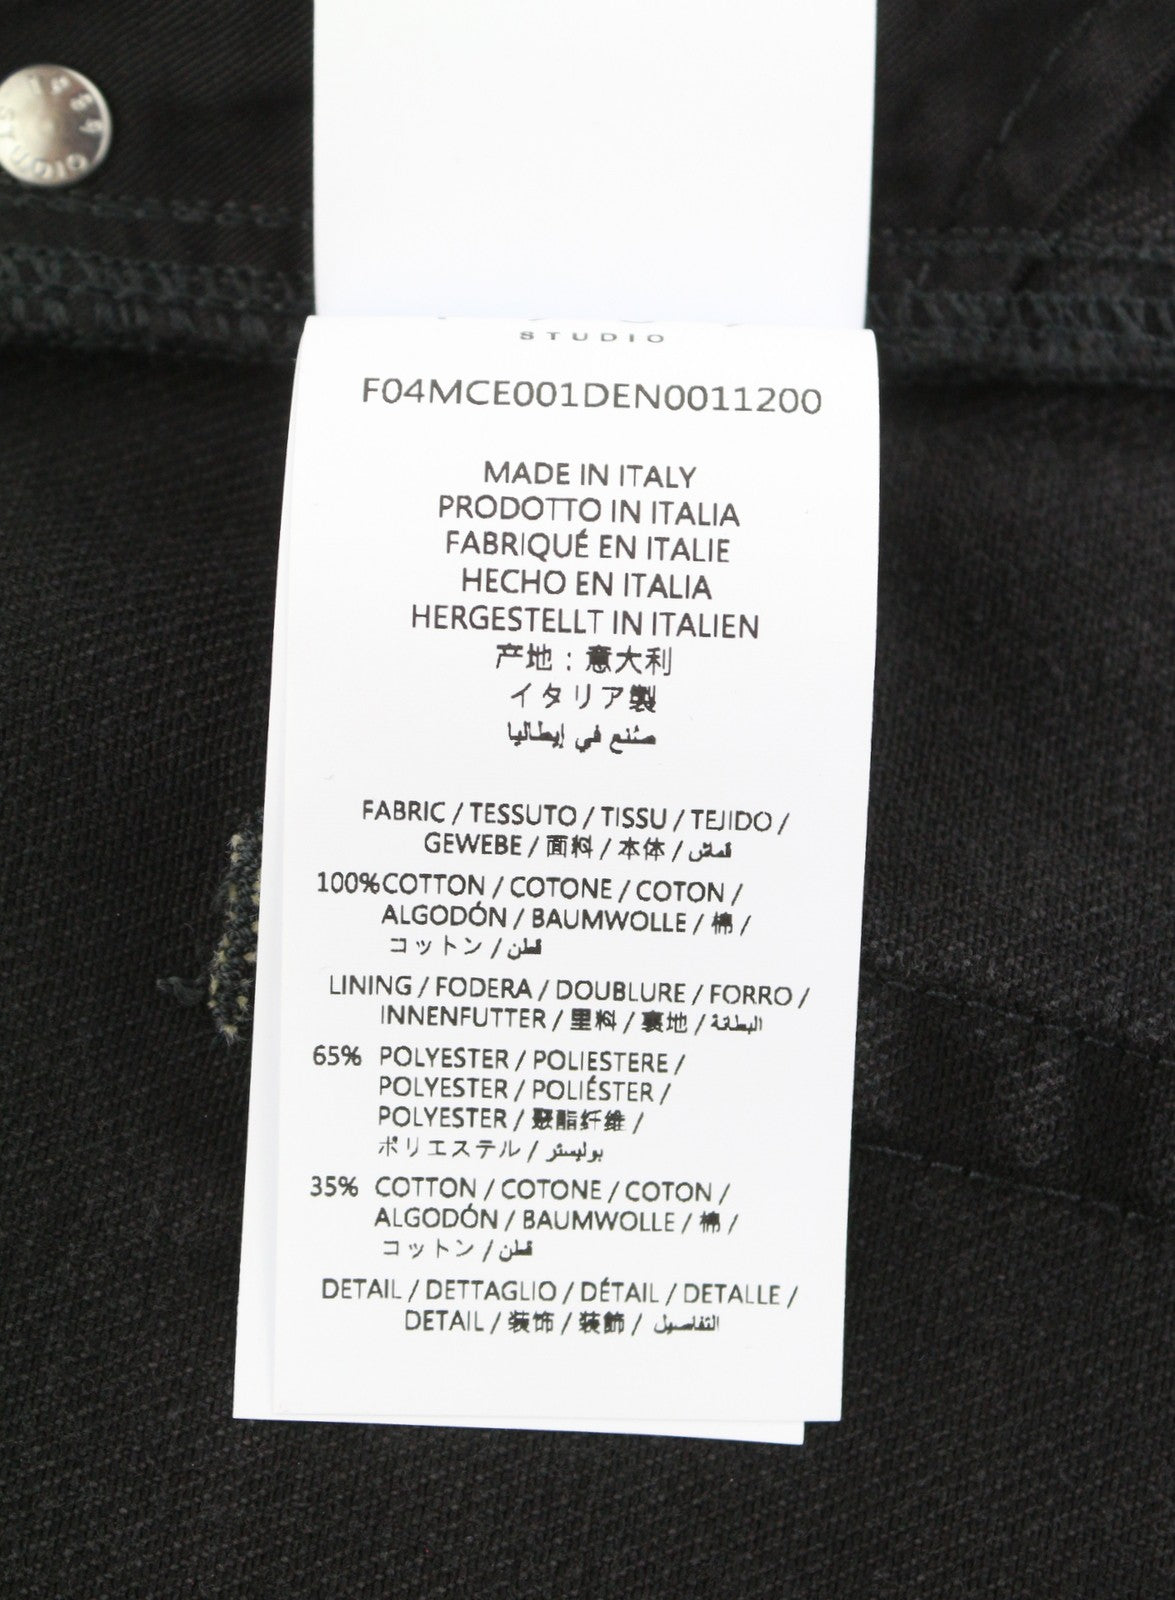 STUDIO
STUDIO
F04MCE001DEN0011200
MADE IN ITALY
PRODOTTO IN ITALIA
FABRIQUÉ EN ITALIE
HECHO EN ITALIA
HERGESTELLT IN ITALIEN
产地：意大利
イタリア製
صُنع في إيطاليا
FABRIC / TESSUTO / TISSU / TEJIDO /
GEWEBE / 面料 / 本体 / قماش
100% COTTON / COTONE / COTON /
ALGODÓN / BAUMWOLLE / 棉 /
コットン / قطن
LINING / FODERA / DOUBLURE / FORRO /
INNENFUTTER / 里料 / 裏地 / البطانة
65% POLYESTER / POLIESTERE /
POLYESTER / POLIÉSTER /
POLYESTER / 聚酯纤维 /
ポリエステル / بوليستر
35% COTTON / COTONE / COTON /
ALGODÓN / BAUMWOLLE / 棉 /
コットン / قطن
DETAIL / DETTAGLIO / DÉTAIL / DETALLE /
DETAIL / 装饰 / 装飾 / التفاصيل